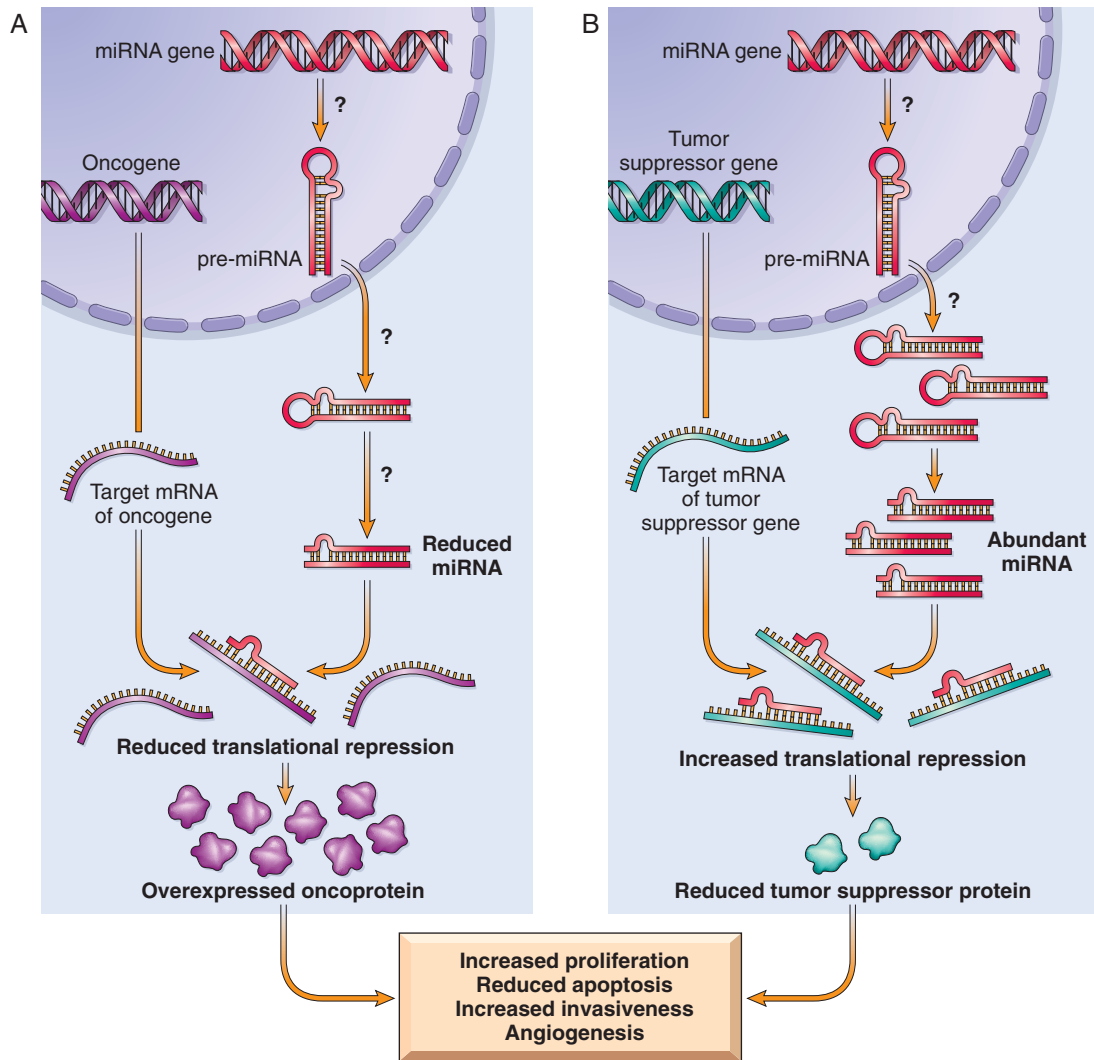 A
miRNA gene
?
Oncogene
pre-miRNA
?
Target mRNA
of oncogene
?
Reduced
miRNA
Reduced translational repression
Overexpressed oncoprotein
B
miRNA gene
?
Tumor
suppressor gene
pre-miRNA
?
Target mRNA
of tumor
suppressor gene
Abundant
miRNA
Increased translational repression
Reduced tumor suppressor protein
Increased proliferation
Reduced apoptosis
Increased invasiveness
Angiogenesis